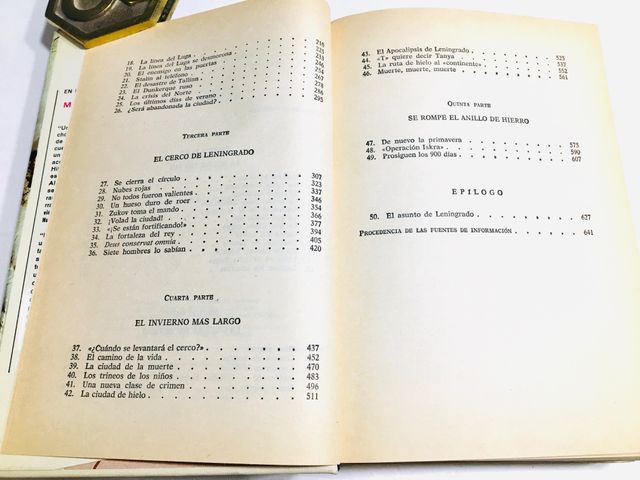 18. La línea del Luga 216
19. La línea del Luga se desmorona 225
20. El enemigo en las puertas 238
21. Stalin al teléfono 246
22. El desastre de Tallinn 254
23. El Dunkerque ruso 267
24. La crisis del Norte 278
25. Los últimos días de verano 285
26. ¿Será abandonada la ciudad? 295
TERCERA PARTE
EL CERCO DE LENINGRADO
27. Se cierra el círculo 307
28. Nubes rojas 323
29. No todos fueron valientes 337
30. Un hueso duro de roer 346
31. Zukov toma el mando 354
32. ¡Volad la ciudad! 366
33. «¡Se están fortificando!» 377
34. La fortaleza del rey 394
35. Deus conservat omnia 405
36. Siete hombres lo sabían 420
CUARTA PARTE
EL INVIERNO MAS LARGO
37. «¿Cuándo se levantará el cerco?» 437
38. El camino de la vida 452
39. La ciudad de la muerte 470
40. Los trineos de los niños 483
41. Una nueva clase de crimen 496
42. La ciudad de hielo 511
43. El Apocalipsis de Leningrado
44. «T» quiere decir Tanya 525
45. La ruta de hielo al «continente» 537
46. Muerte, muerte, muerte 552
561
QUINTA PARTE
SE ROMPE EL ANILLO DE HIERRO
47. De nuevo la primavera 575
48. «Operación Iskra» 590
49. Prosiguen los 900 días 607
EPILOGO
50. El asunto de Leningrado 627
PROCEDENCIA DE LAS FUENTES DE INFORMACIÓN 641